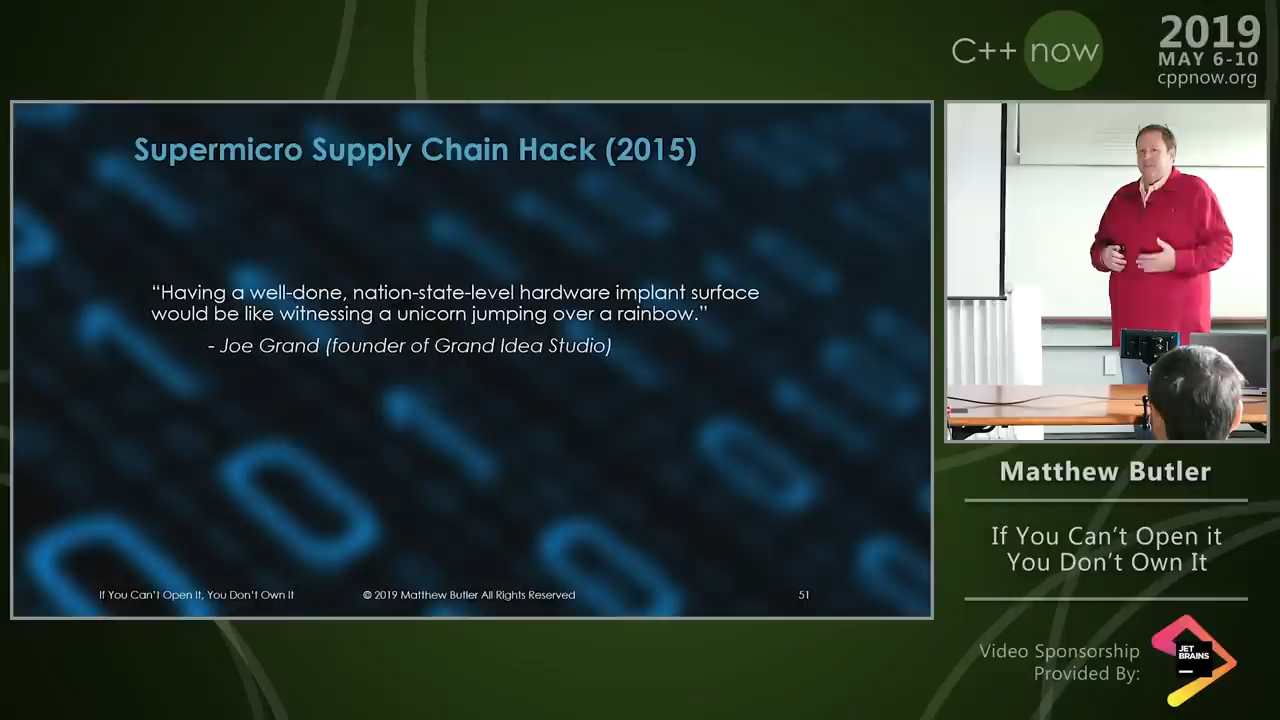 C++ now
2019
MAY 6-10
cppnow.org
Supermicro Supply Chain Hack (2015)
“Having a well-done, nation-state-level hardware implant surface
would be like witnessing a unicorn jumping over a rainbow.”
- Joe Grand (founder of Grand Idea Studio)
If You Can’t Open It, You Don’t Own It
© 2019 Matthew Butler All Rights Reserved
51
Matthew Butler
If You Can’t Open it
You Don’t Own It
Video Sponsorship
Provided By:
JET
BRAINS